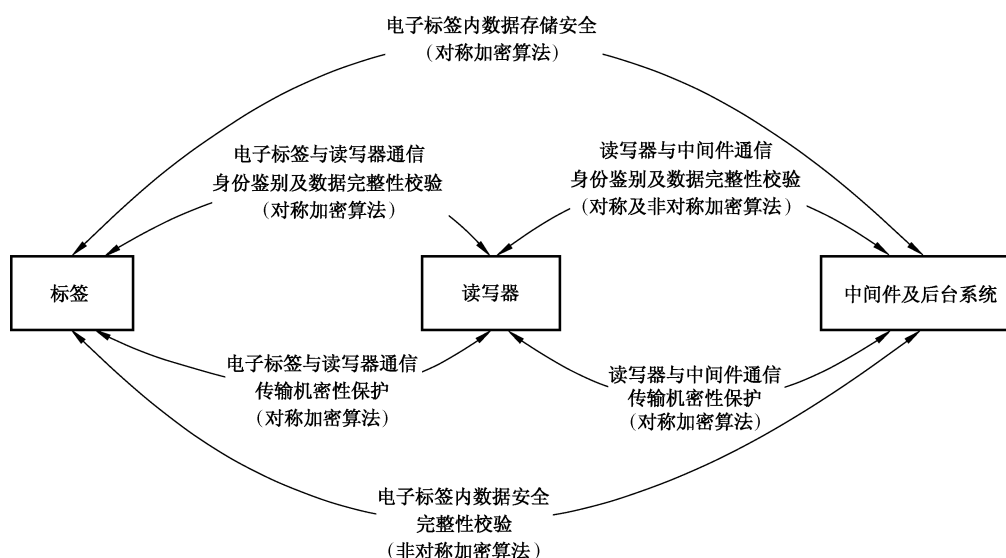 电子标签内数据存储安全
（对称加密算法）
电子标签与读写器通信
身份鉴别及数据完整性校验
（对称加密算法）
读写器与中间件通信
身份鉴别及数据完整性校验
（对称及非对称加密算法）
标签
读写器
中间件及后台系统
电子标签与读写器通信
传输机密性保护
（对称加密算法）
读写器与中间件通信
传输机密性保护
（对称加密算法）
电子标签内数据安全
完整性校验
（非对称加密算法）